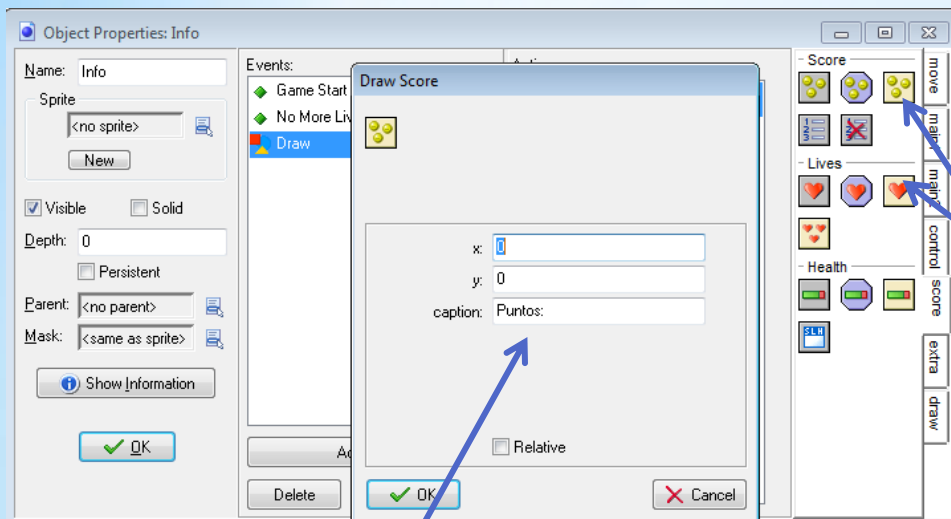 Object Properties: Info
Name: Info
Sprite
<no sprite>
New
Visible Solid
Depth: 0
Persistent
Parent: <no parent>
Mask: <same as sprite>
Show Information
OK
Events:
Game Start
No More Liv
Draw
Delete
Draw Score
x: 0
y: 0
caption: Puntos:
Relative
OK Cancel
Score
Lives
Health
move
main1
main2
control
score
extra
draw